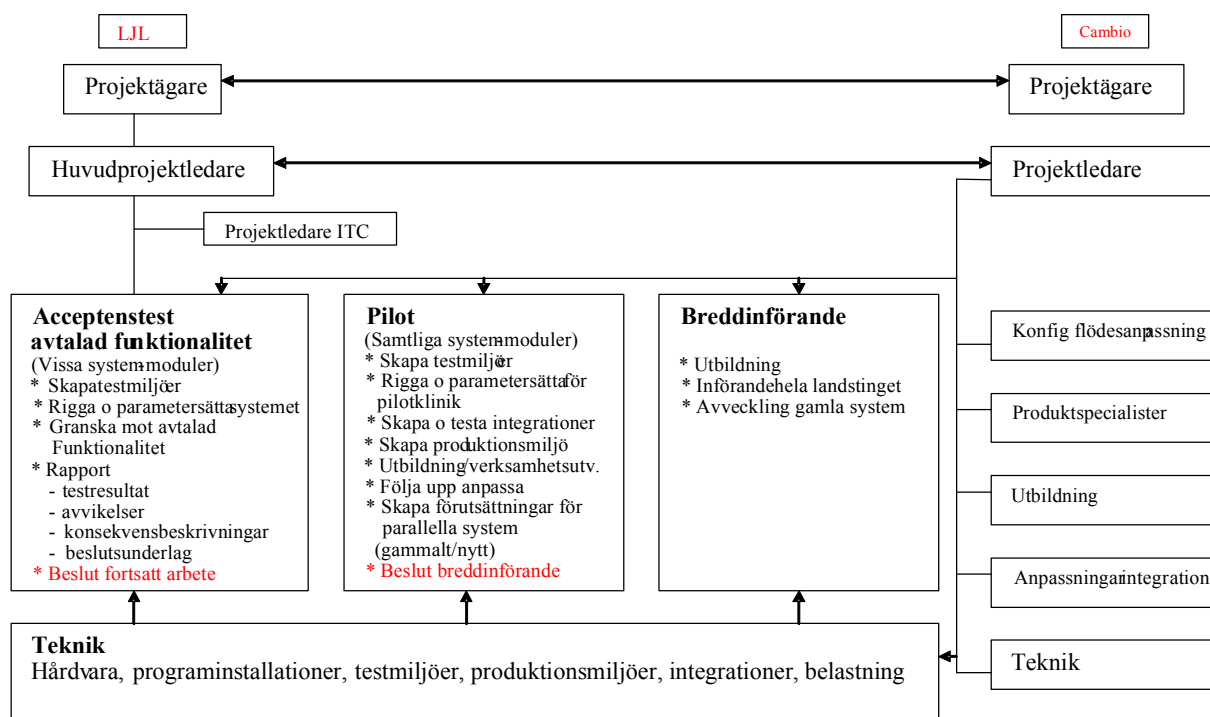 LJL
Cambio
Projektägare
Projektägare
Huvudprojektledare
Projektledare
Projektledare ITC
Acceptenstest
avtalad funktionalitet
(Vissa system-moduler)
* Skapa testmiljöer
* Rigga o parametersätta systemet
* Granska mot avtalad
Funktionalitet
* Rapport
- testresultat
- avvikelser
- konsekvensbeskrivningar
- beslutsunderlag
* Beslut fortsatt arbete
Pilot
(Samtliga system-moduler)
* Skapa testmiljöer
* Rigga o parametersätta för
pilotklinik
* Skapa o testa integrationer
* Skapa produktionsmiljö
* Utbildning/verksamhetsutv.
* Följa upp anpassa
* Skapa förutsättningar för
parallella system
(gammalt/nytt)
* Beslut breddinförande
Breddinförande
* Utbildning
* Införande hela landstinget
* Avveckling gamla system
Konfig flödesanpassning
Produktspecialister
Utbildning
Anpassningar integration
Teknik
Teknik
Hårdvara, programinstallationer, testmiljöer, produktionsmiljöer, integrationer, belastning